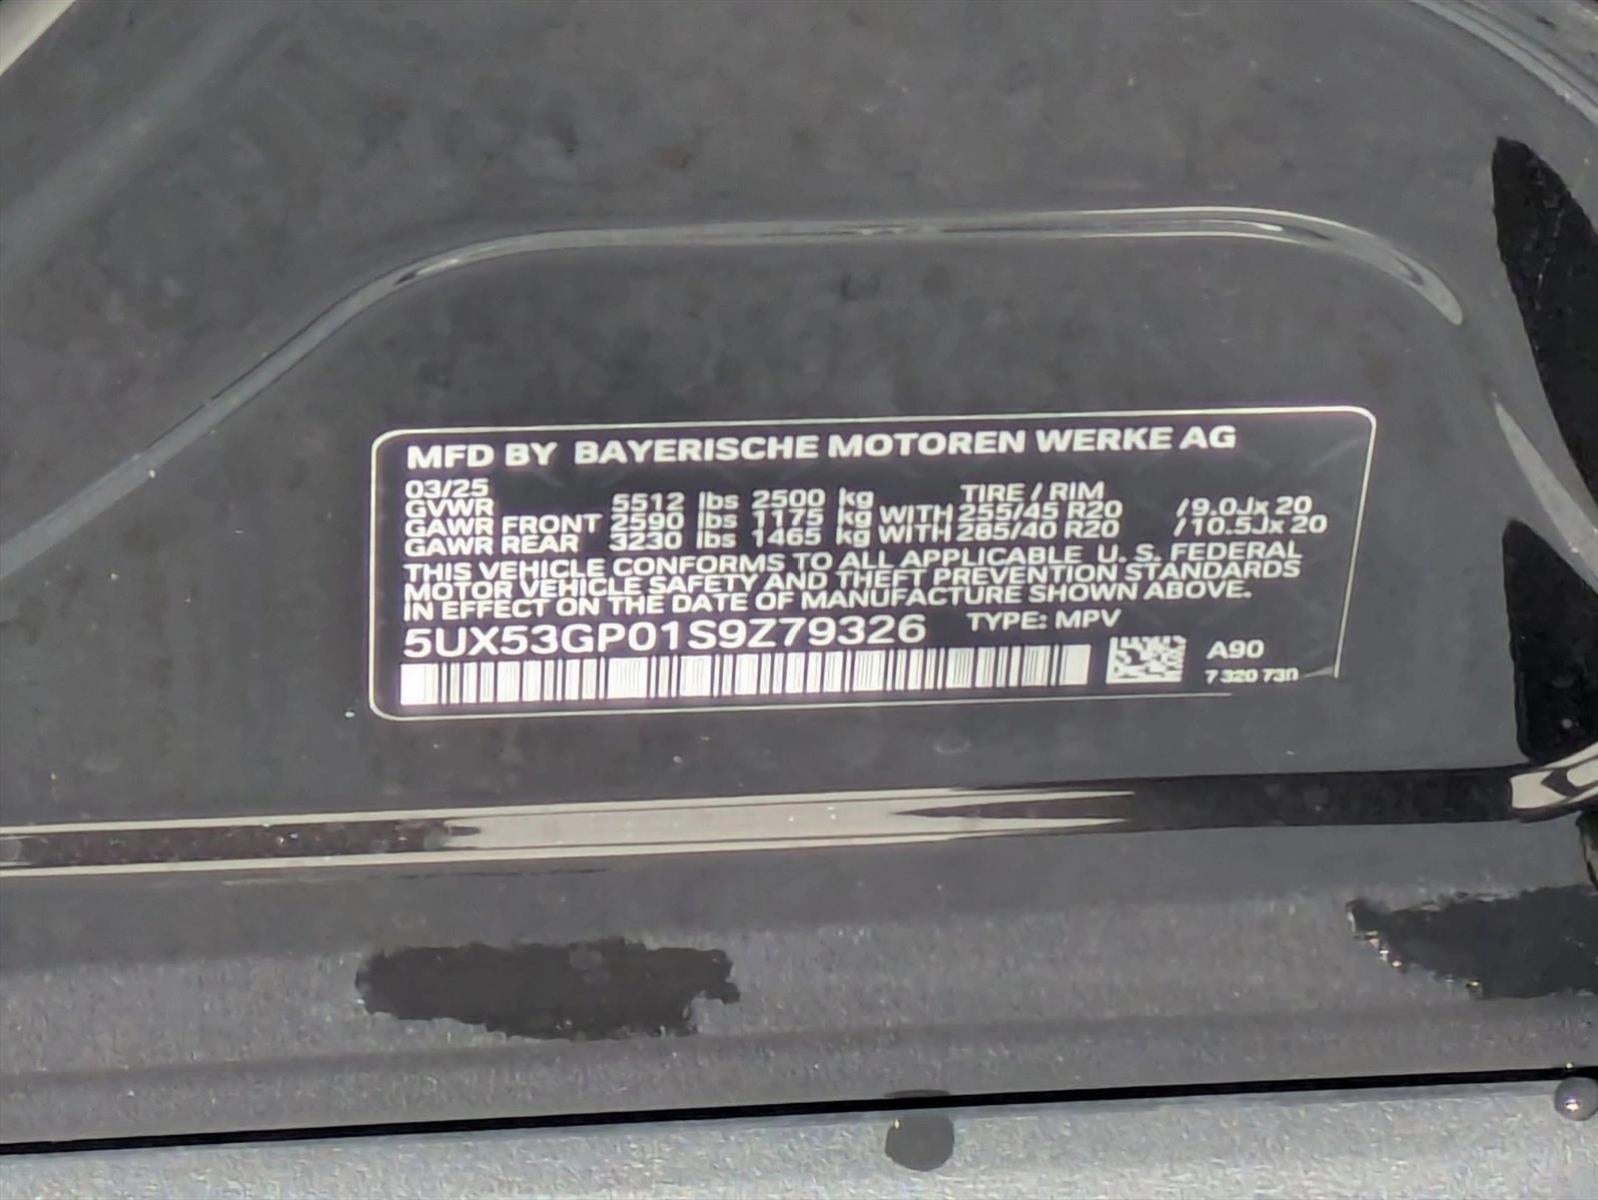 MFD BY BAYERISCHE MOTOREN WERKE AG
03/25 TIRE / RIM
GVWR 5512 lbs 2500 kg
GAWR FRONT 2590 lbs 1175 kg WITH 255/45 R20 /9.0Jx 20
GAWR REAR 3230 lbs 1465 kg WITH 285/40 R20 /10.5Jx 20
THIS VEHICLE CONFORMS TO ALL APPLICABLE U. S. FEDERAL
MOTOR VEHICLE SAFETY AND THEFT PREVENTION STANDARDS
IN EFFECT ON THE DATE OF MANUFACTURE SHOWN ABOVE.
5UX53GP01S9Z79326 TYPE: MPV
A90
7 320 730